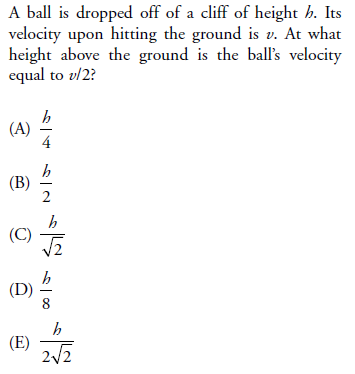 A ball is dropped off of a cliff of height h. Its
velocity upon hitting the ground is v. At what
height above the ground is the ball's velocity
equal to v/2?
(A) h/4
(B) h/2
(C) h/√2
(D) h/8
(E) h/2√2